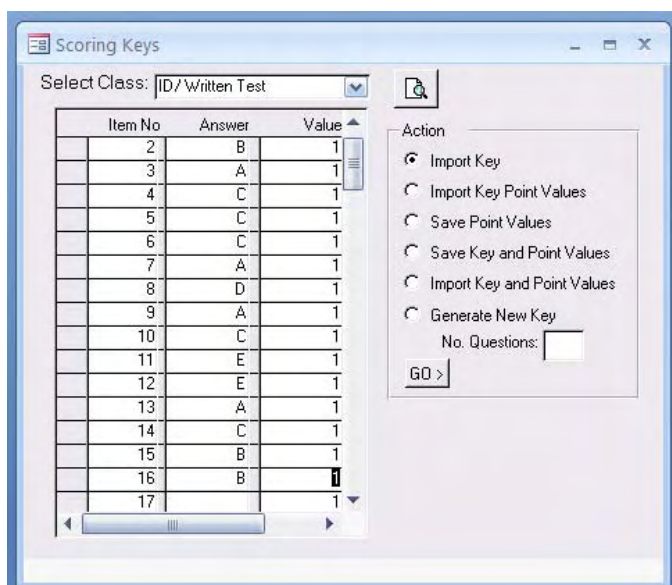 Scoring Keys
Select Class: ID/ Written Test
Item No Answer Value
2 B 1
3 A 1
4 C 1
5 C 1
6 C 1
7 A 1
8 D 1
9 A 1
10 C 1
11 E 1
12 E 1
13 A 1
14 C 1
15 B 1
16 B 1
17 1
Action
Import Key
Import Key Point Values
Save Point Values
Save Key and Point Values
Import Key and Point Values
Generate New Key
No. Questions:
GO >